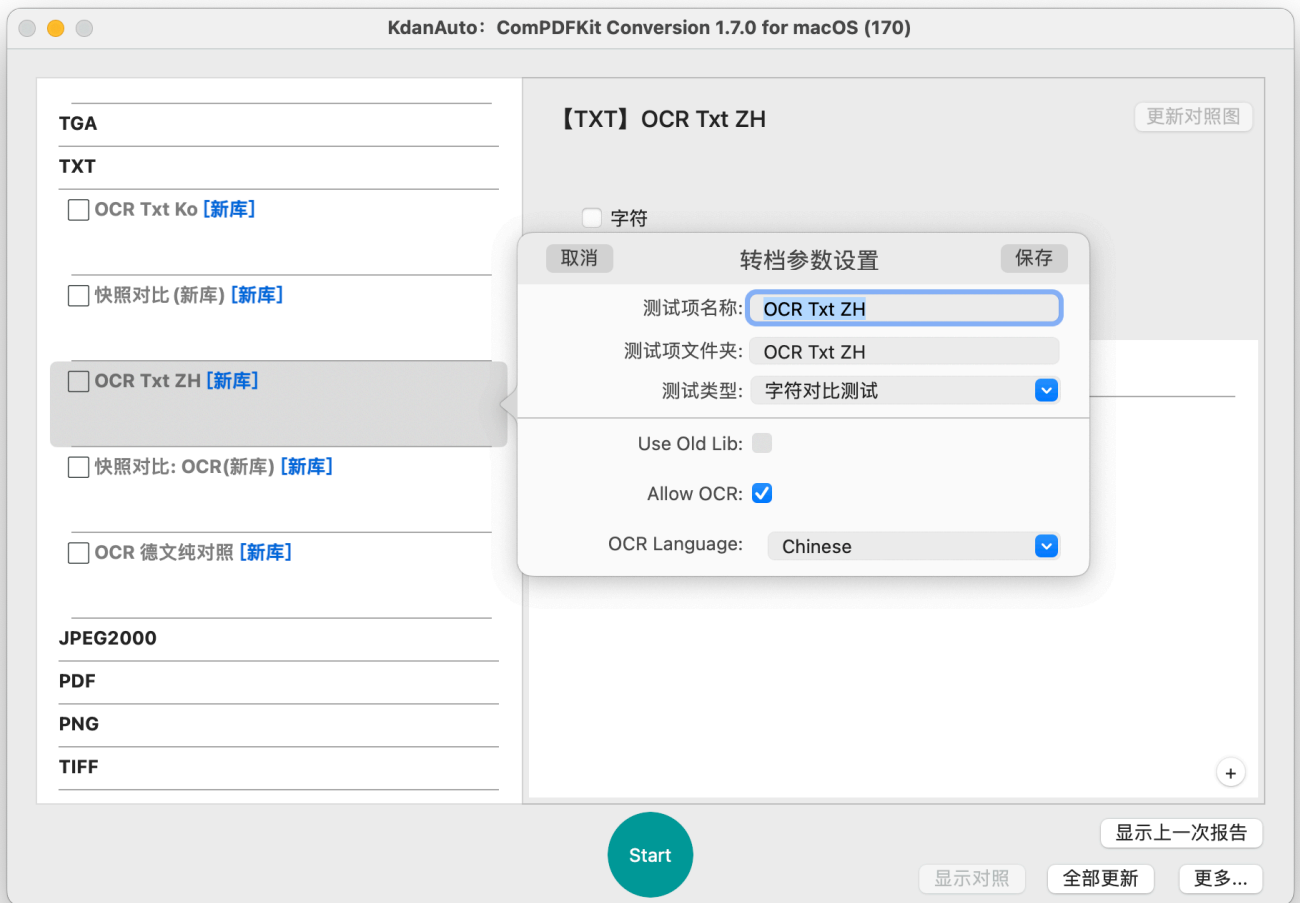 KdanAuto：ComPDFKit Conversion 1.7.0 for macOS (170)
TGA
TXT
OCR Txt Ko [新库]
快照对比 (新库) [新库]
OCR Txt ZH [新库]
快照对比: OCR(新库) [新库]
OCR 德文纯对照 [新库]
JPEG2000
PDF
PNG
TIFF
【TXT】OCR Txt ZH
更新对照图
字符
取消
转档参数设置
保存
测试项名称: OCR Txt ZH
测试项文件夹: OCR Txt ZH
测试类型: 字符对比测试
Use Old Lib:
Allow OCR:
OCR Language: Chinese
+
Start
显示上一次报告
显示对照
全部更新
更多...